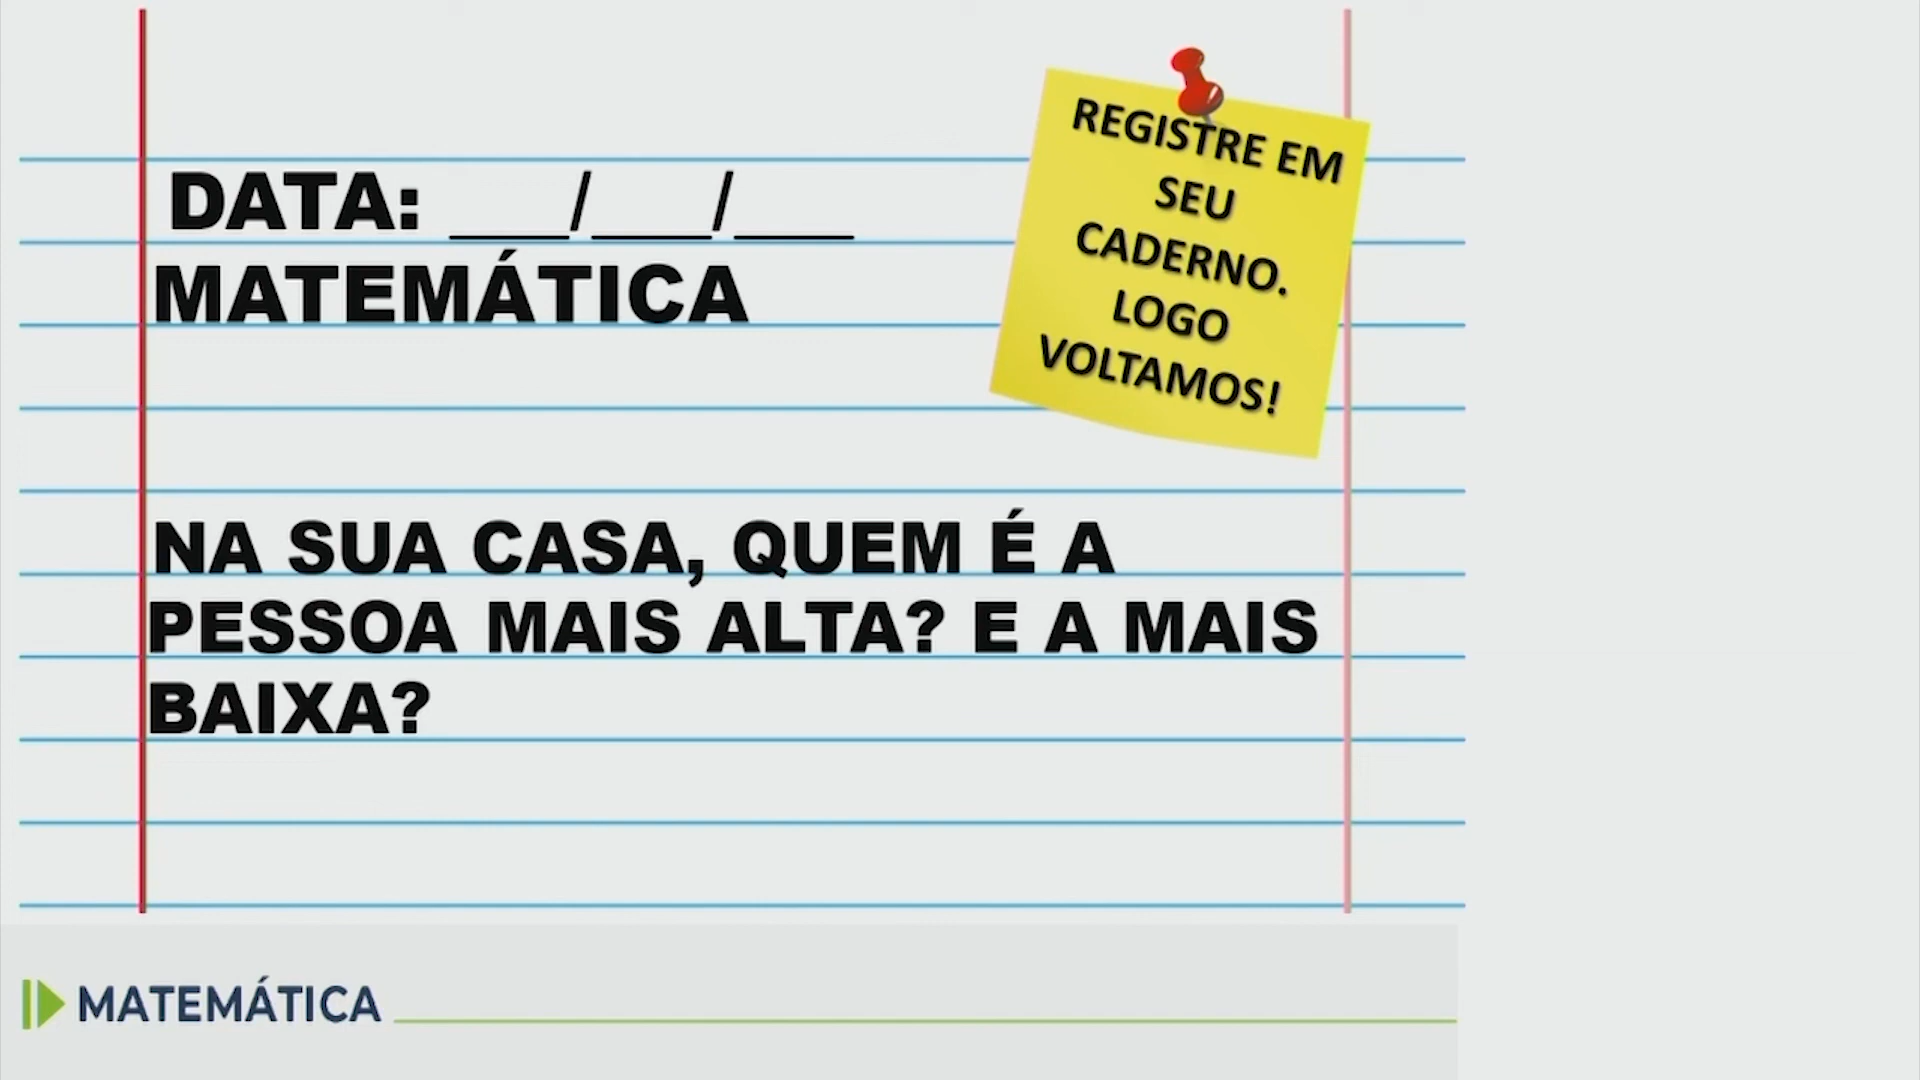 DATA: ___/___/___
MATEMÁTICA
REGISTRE EM
SEU
CADERNO.
LOGO
VOLTAMOS!
NA SUA CASA, QUEM É A
PESSOA MAIS ALTA? E A MAIS
BAIXA?
MATEMÁTICA